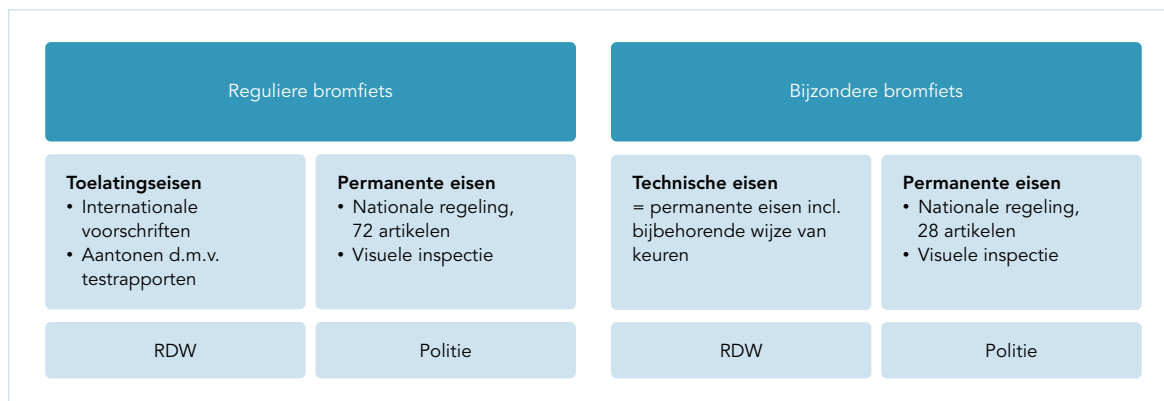 Reguliere bromfiets
Bijzondere bromfiets
Toelatingseisen
• Internationale
voorschriften
• Aantonen d.m.v.
testrapporten
Permanente eisen
• Nationale regeling,
72 artikelen
• Visuele inspectie
Technische eisen
= permanente eisen incl.
bijbehorende wijze van
keuren
Permanente eisen
• Nationale regeling,
28 artikelen
• Visuele inspectie
RDW
Politie
RDW
Politie